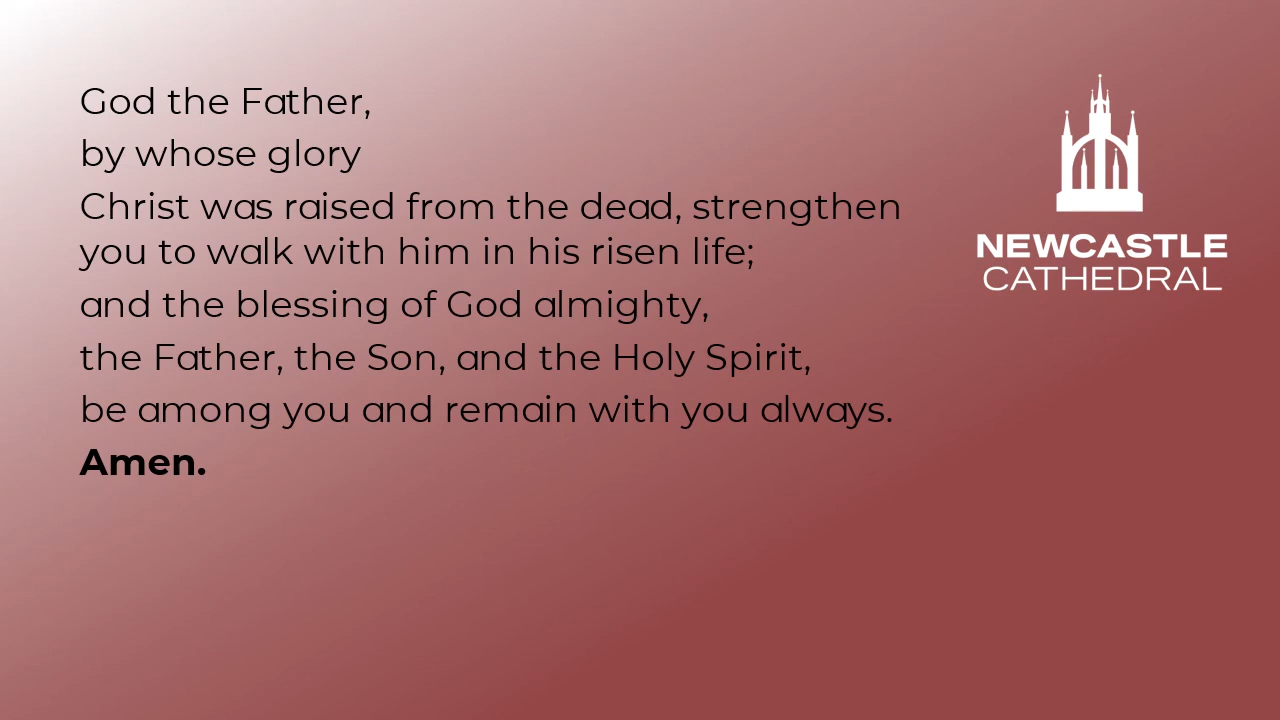 God the Father,
by whose glory
Christ was raised from the dead, strengthen
you to walk with him in his risen life;
and the blessing of God almighty,
the Father, the Son, and the Holy Spirit,
be among you and remain with you always.
Amen.
NEWCASTLE
CATHEDRAL